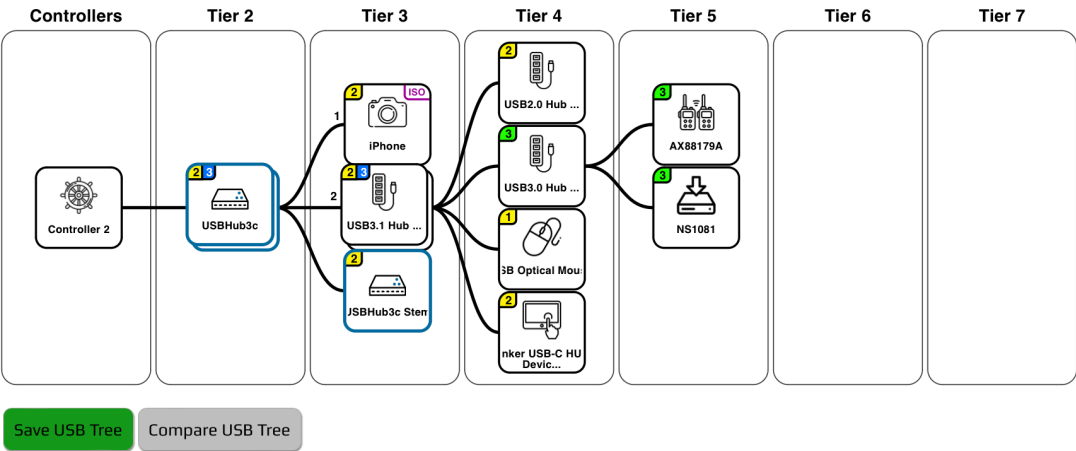 Controllers
Tier 2
Tier 3
Tier 4
Tier 5
Tier 6
Tier 7
Controller 2
2 3
USBHub3c
1
2
2 ISO
iPhone
2 3
USB3.1 Hub ...
2
JSBHub3c Sten
2
USB2.0 Hub ...
3
USB3.0 Hub ...
1
SB Optical Mou
2
nker USB-C HU
Devic...
3
AX88179A
3
NS1081
Save USB Tree
Compare USB Tree